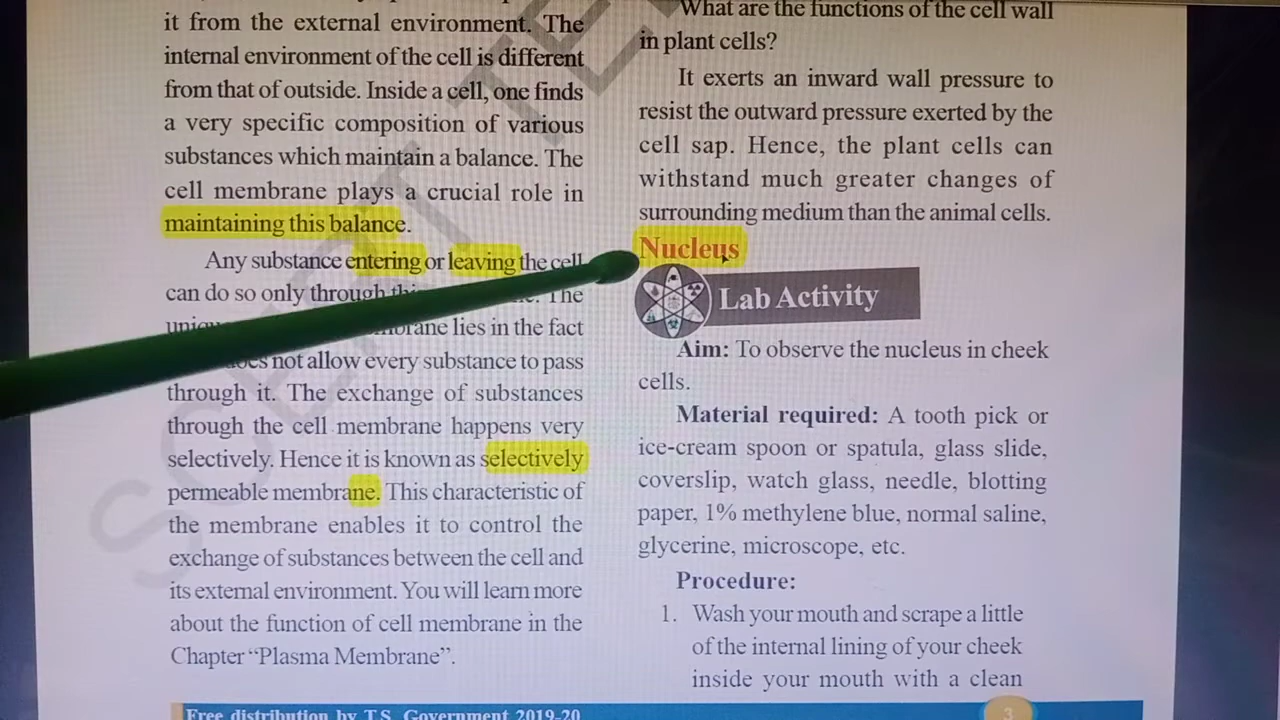 it from the external environment. The
internal environment of the cell is different
from that of outside. Inside a cell, one finds
a very specific composition of various
substances which maintain a balance. The
cell membrane plays a crucial role in
maintaining this balance.
Any substance entering or leaving the cell
can do so only through this The
lies in the fact
not allow every substance to pass
through it. The exchange of substances
through the cell membrane happens very
selectively. Hence it is known as selectively
permeable membrane. This characteristic of
the membrane enables it to control the
exchange of substances between the cell and
its external environment. You will learn more
about the function of cell membrane in the
Chapter “Plasma Membrane”.
What are the functions of the cell wall
in plant cells?
It exerts an inward wall pressure to
resist the outward pressure exerted by the
cell sap. Hence, the plant cells can
withstand much greater changes of
surrounding medium than the animal cells.
Nucleus
Lab Activity
Aim: To observe the nucleus in cheek
cells.
Material required: A tooth pick or
ice-cream spoon or spatula, glass slide,
coverslip, watch glass, needle, blotting
paper, 1% methylene blue, normal saline,
glycerine, microscope, etc.
Procedure:
1. Wash your mouth and scrape a little
of the internal lining of your cheek
inside your mouth with a clean
Free distribution by T.S. Government 2019-20
3